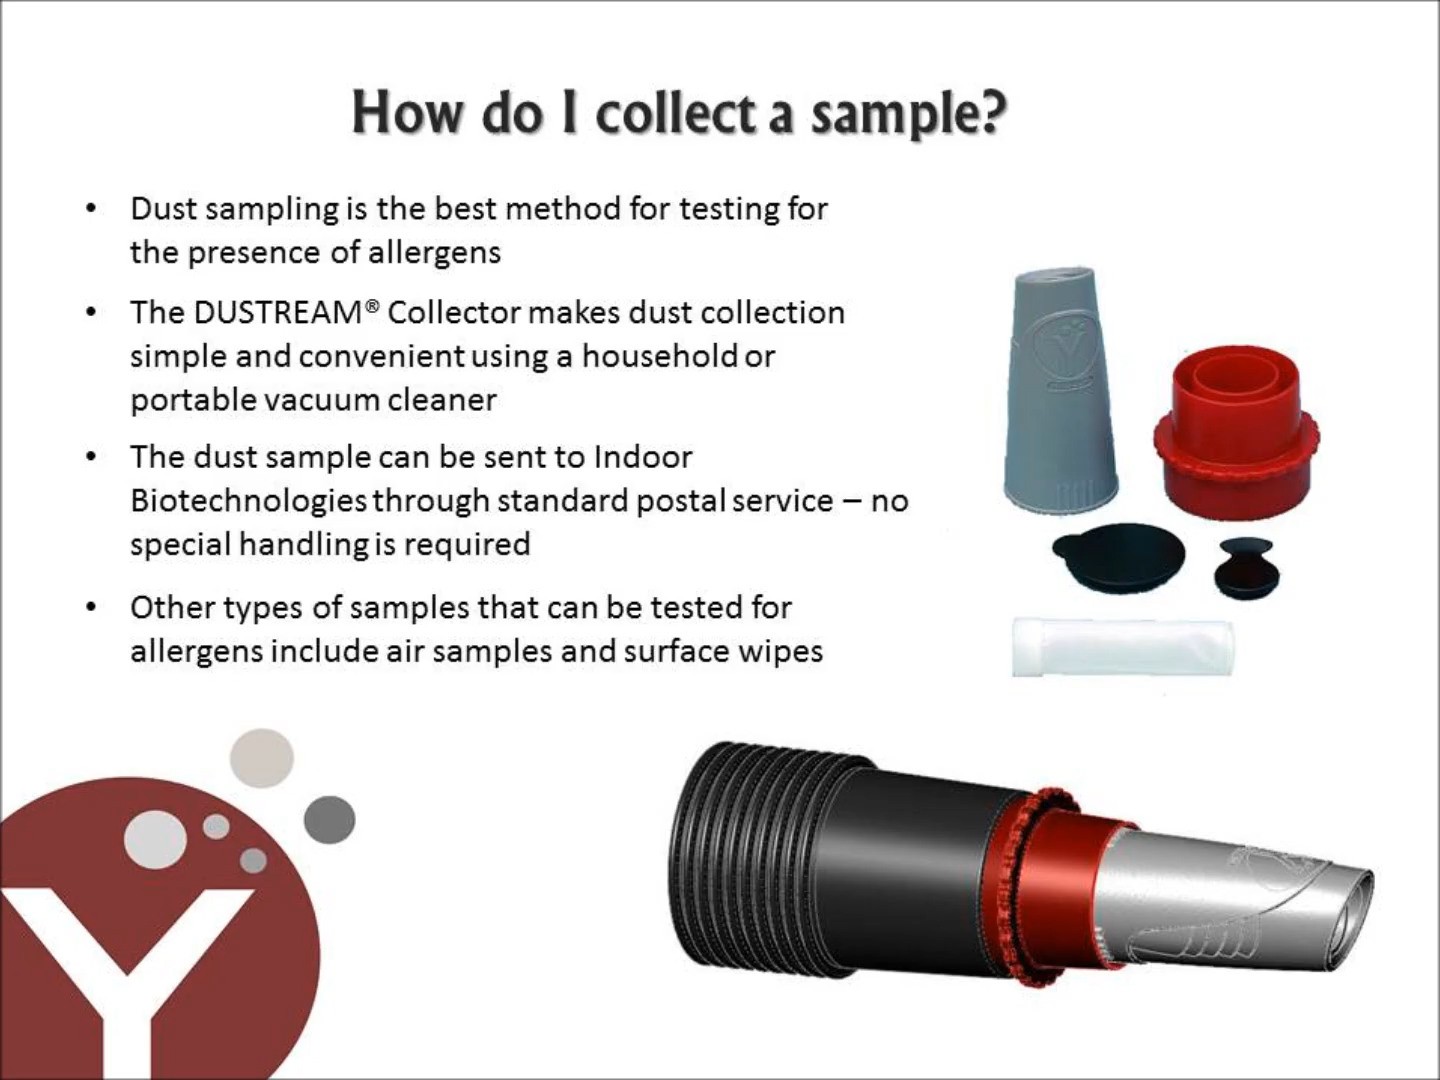 How do I collect a sample?
• Dust sampling is the best method for testing for
the presence of allergens
• The DUSTREAM® Collector makes dust collection
simple and convenient using a household or
portable vacuum cleaner
• The dust sample can be sent to Indoor
Biotechnologies through standard postal service – no
special handling is required
• Other types of samples that can be tested for
allergens include air samples and surface wipes